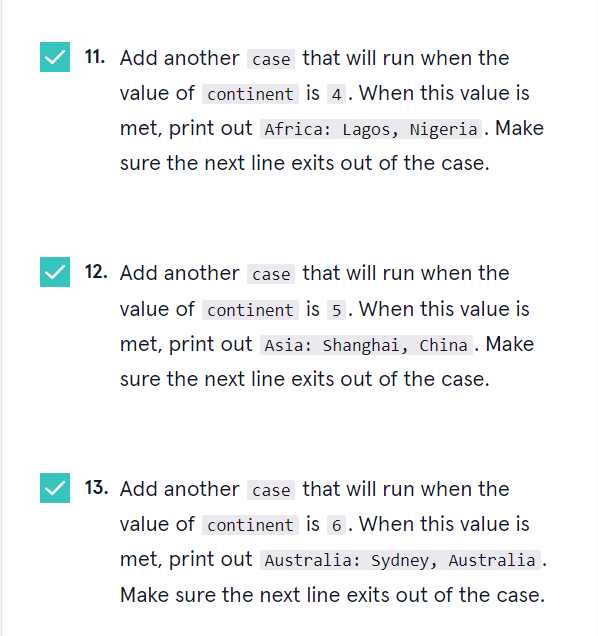 11. Add another case that will run when the
value of continent is 4. When this value is
met, print out Africa: Lagos, Nigeria. Make
sure the next line exits out of the case.
12. Add another case that will run when the
value of continent is 5. When this value is
met, print out Asia: Shanghai, China. Make
sure the next line exits out of the case.
13. Add another case that will run when the
value of continent is 6. When this value is
met, print out Australia: Sydney, Australia.
Make sure the next line exits out of the case.